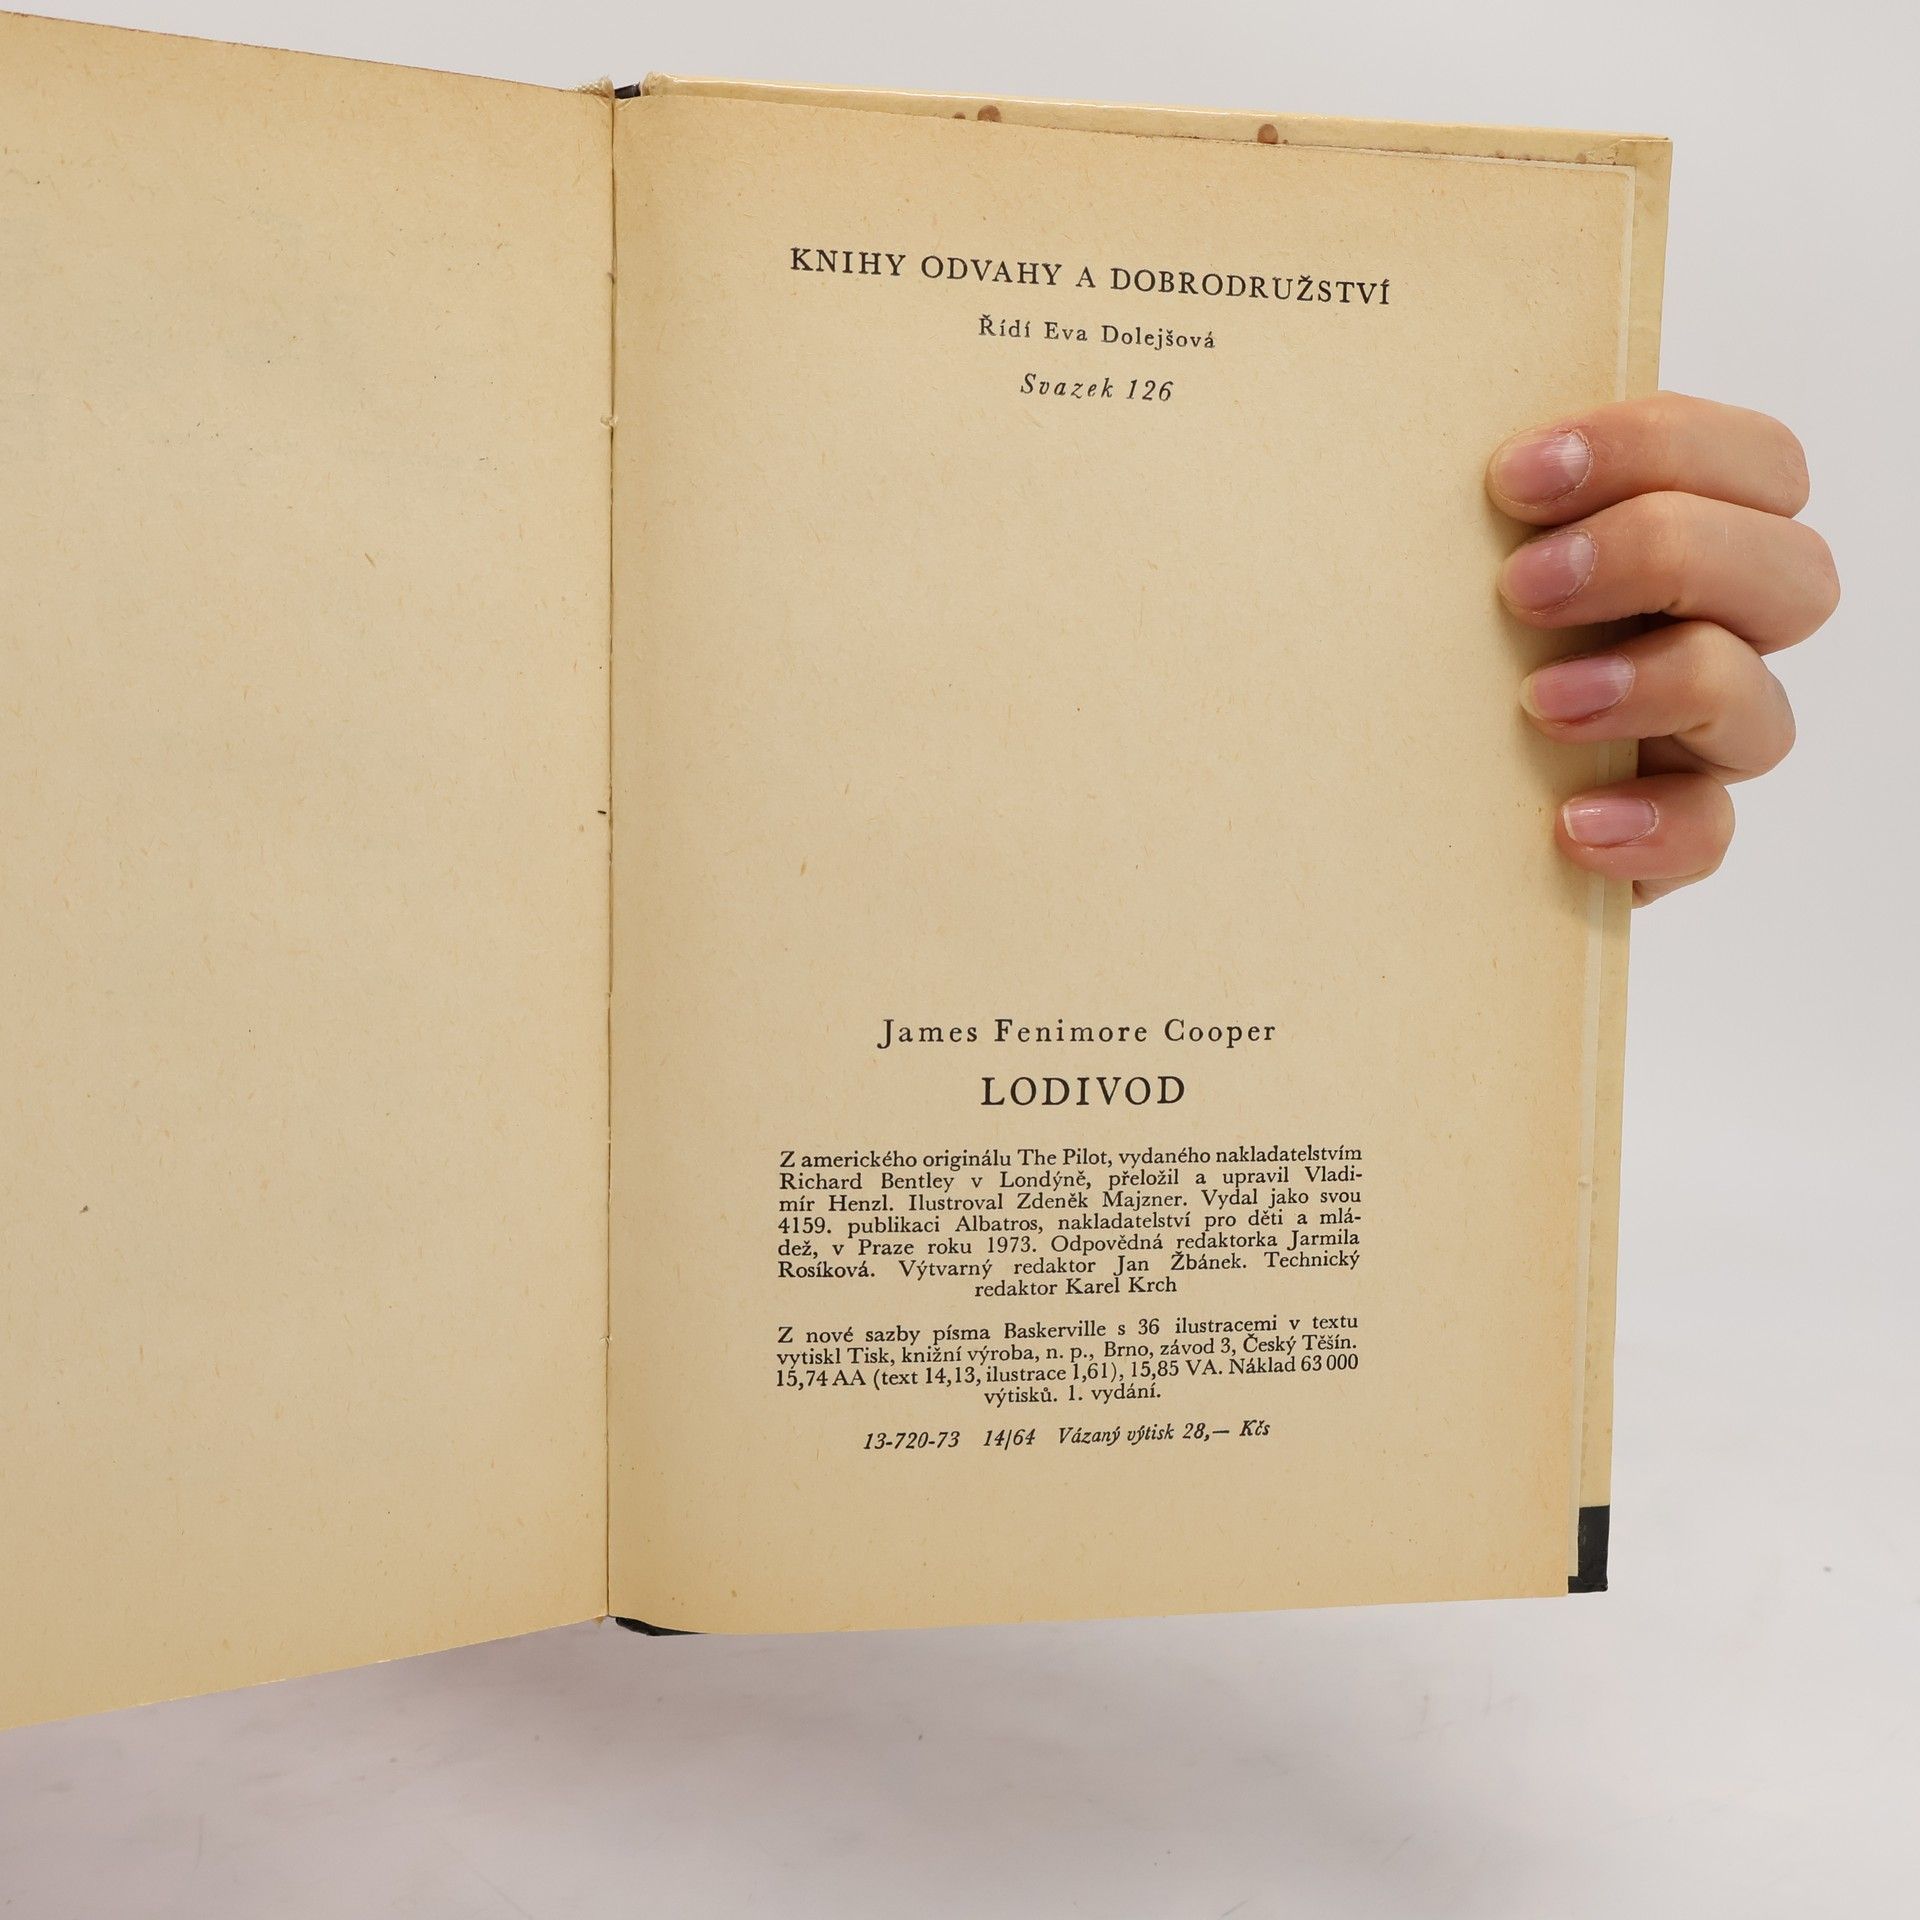 KNIHY ODVAHY A DOBRODRUŽSTVÍ
Řídí Eva Dolejšová
Svazek 126
James Fenimore Cooper
LODIVOD
Z amerického originálu The Pilot, vydaného nakladatelstvím
Richard Bentley v Londýně, přeložil a upravil Vladi-
mír Henzl. Ilustroval Zdeněk Majzner. Vydal jako svou
4159. publikaci Albatros, nakladatelství pro děti a mlá-
dež, v Praze roku 1973. Odpovědná redaktorka Jarmila
Rosíková. Výtvarný redaktor Jan Žbánek. Technický
redaktor Karel Krch
Z nové sazby písma Baskerville s 36 ilustracemi v textu
vytiskl Tisk, knižní výroba, n. p., Brno, závod 3, Český Těšín.
15,74 AA (text 14,13, ilustrace 1,61), 15,85 VA. Náklad 63 000
výtisků. 1. vydání.
13-720-73 14/64 Vázaný výtisk 28,— Kčs